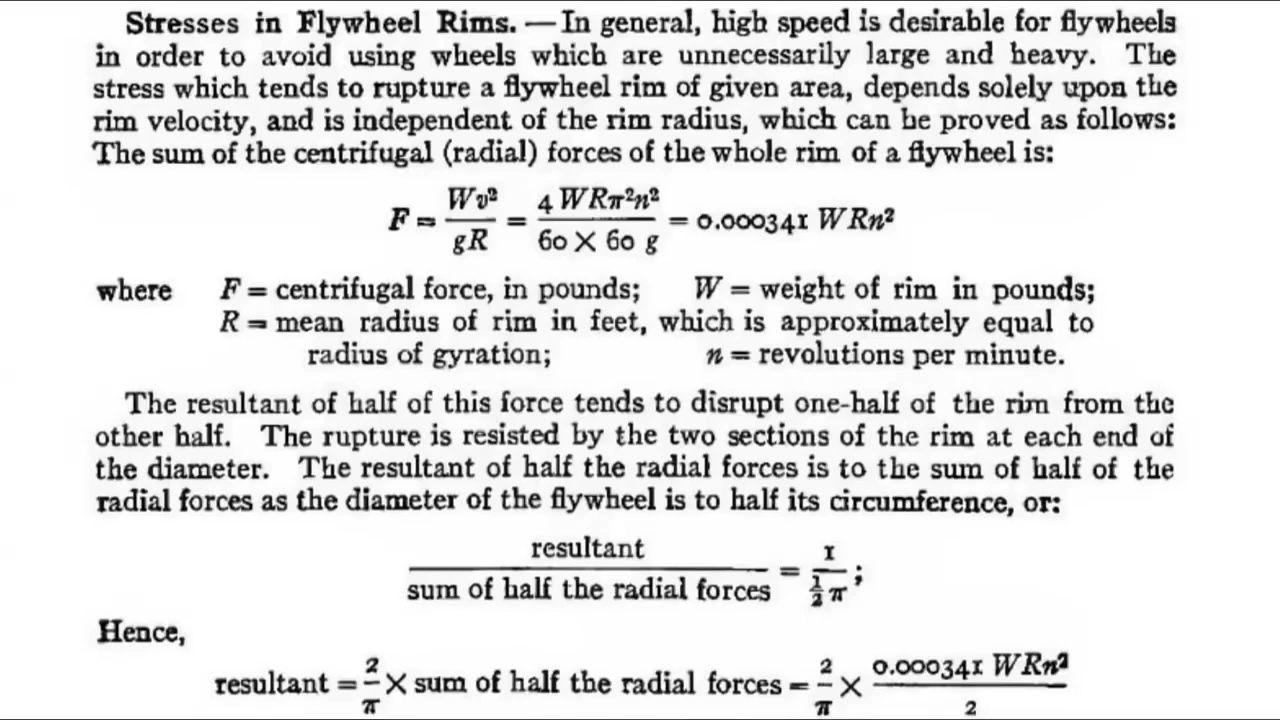 Stresses in Flywheel Rims. — In general, high speed is desirable for flywheels
in order to avoid using wheels which are unnecessarily large and heavy. The
stress which tends to rupture a flywheel rim of given area, depends solely upon the
rim velocity, and is independent of the rim radius, which can be proved as follows:
The sum of the centrifugal (radial) forces of the whole rim of a flywheel is:
F = Wv²/gR = 4 WRπ²n²/60 × 60 g = 0.000341 WRn²
where F = centrifugal force, in pounds; W = weight of rim in pounds;
R = mean radius of rim in feet, which is approximately equal to
radius of gyration; n = revolutions per minute.
The resultant of half of this force tends to disrupt one-half of the rim from the
other half. The rupture is resisted by the two sections of the rim at each end of
the diameter. The resultant of half the radial forces is to the sum of half of the
radial forces as the diameter of the flywheel is to half its circumference, or:
resultant/sum of half the radial forces = 1/½π;
Hence,
resultant = 2/π × sum of half the radial forces = 2/π × 0.000341 WRn²/2